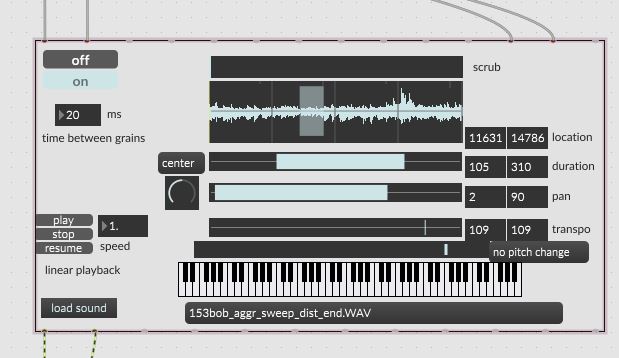 off
scrub
on
20 ms
time between grains
11631 14786 location
center
105 310 duration
2 90 pan
play
stop
resume
1.
speed
109 109 transpo
no pitch change
linear playback
load sound
153bob_aggr_sweep_dist_end.WAV